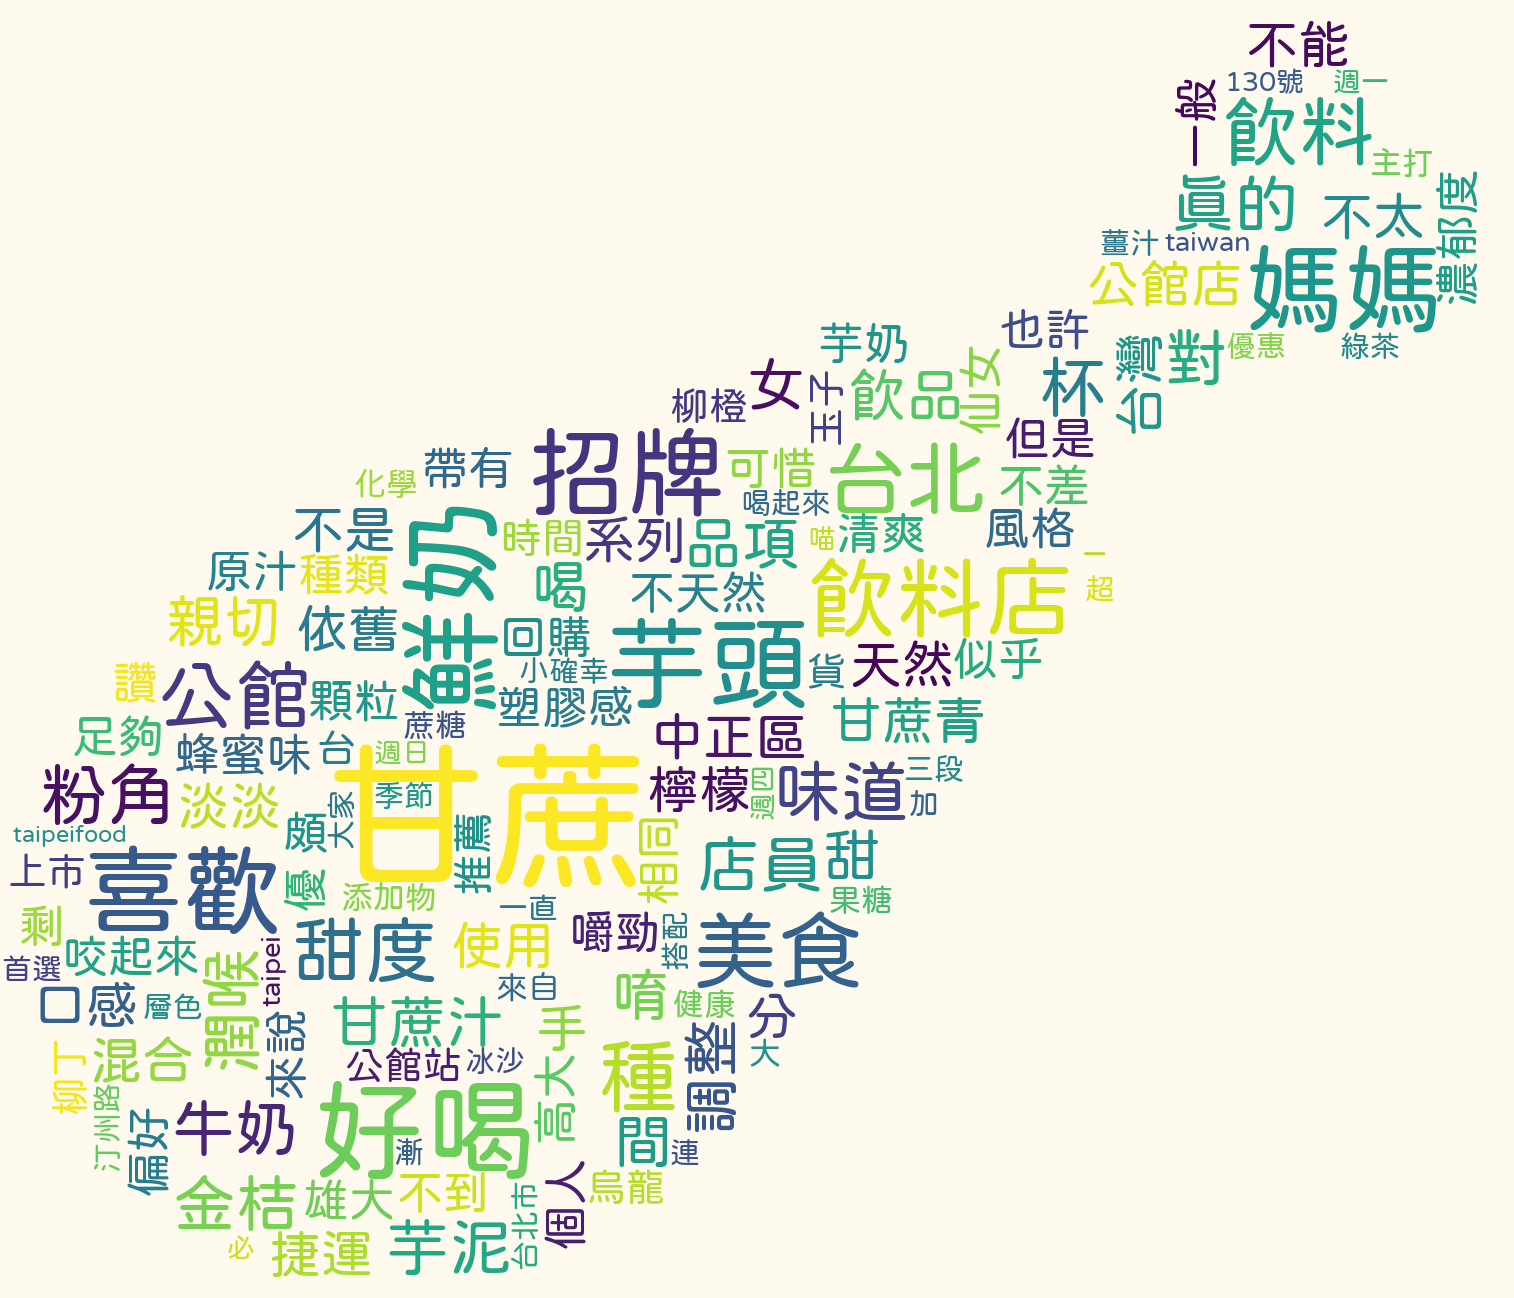 不能
130號
週一
一般
飲料
主打
真的
不太
濃郁度
薑汁
taiwan
公館店
媽媽
也許
台灣
對
優惠
綠茶
芋奶
女
玉子
飲品
仙女
杯
柳橙
但是
招牌
可惜
台北
不差
帶有
化學
喝起來
不是
鮮奶
時間
系列
品項
喵
清爽
風格
一
原汁
種類
喝
不天然
飲料店
超
親切
依舊
回購
芋頭
小確幸
貨
天然
似乎
讚
公館
顆粒
蔗糖
塑膠感
甘蔗青
足夠
蜂蜜味
台
週日
中正區
甘蔗
粉角
淡淡
季節
檸檬
週四
味道
三段
加
大家
頗
推薦
相同
taipeifood
上市
喜歡
優
添加物
店員
甜
果糖
剩
一直
咬起來
甜度
使用
嚼勁
搭配
美食
首選
潤喉
taipei
口感
層色
來自
唷
健康
分
甘蔗汁
手
來說
混合
柳丁
公館站
冰沙
高大
種
調整
大
汀州路
偏好
牛奶
好喝
漸
間
連
金桔
雄大
不到
個人
烏龍
台北市
必
捷運
芋泥